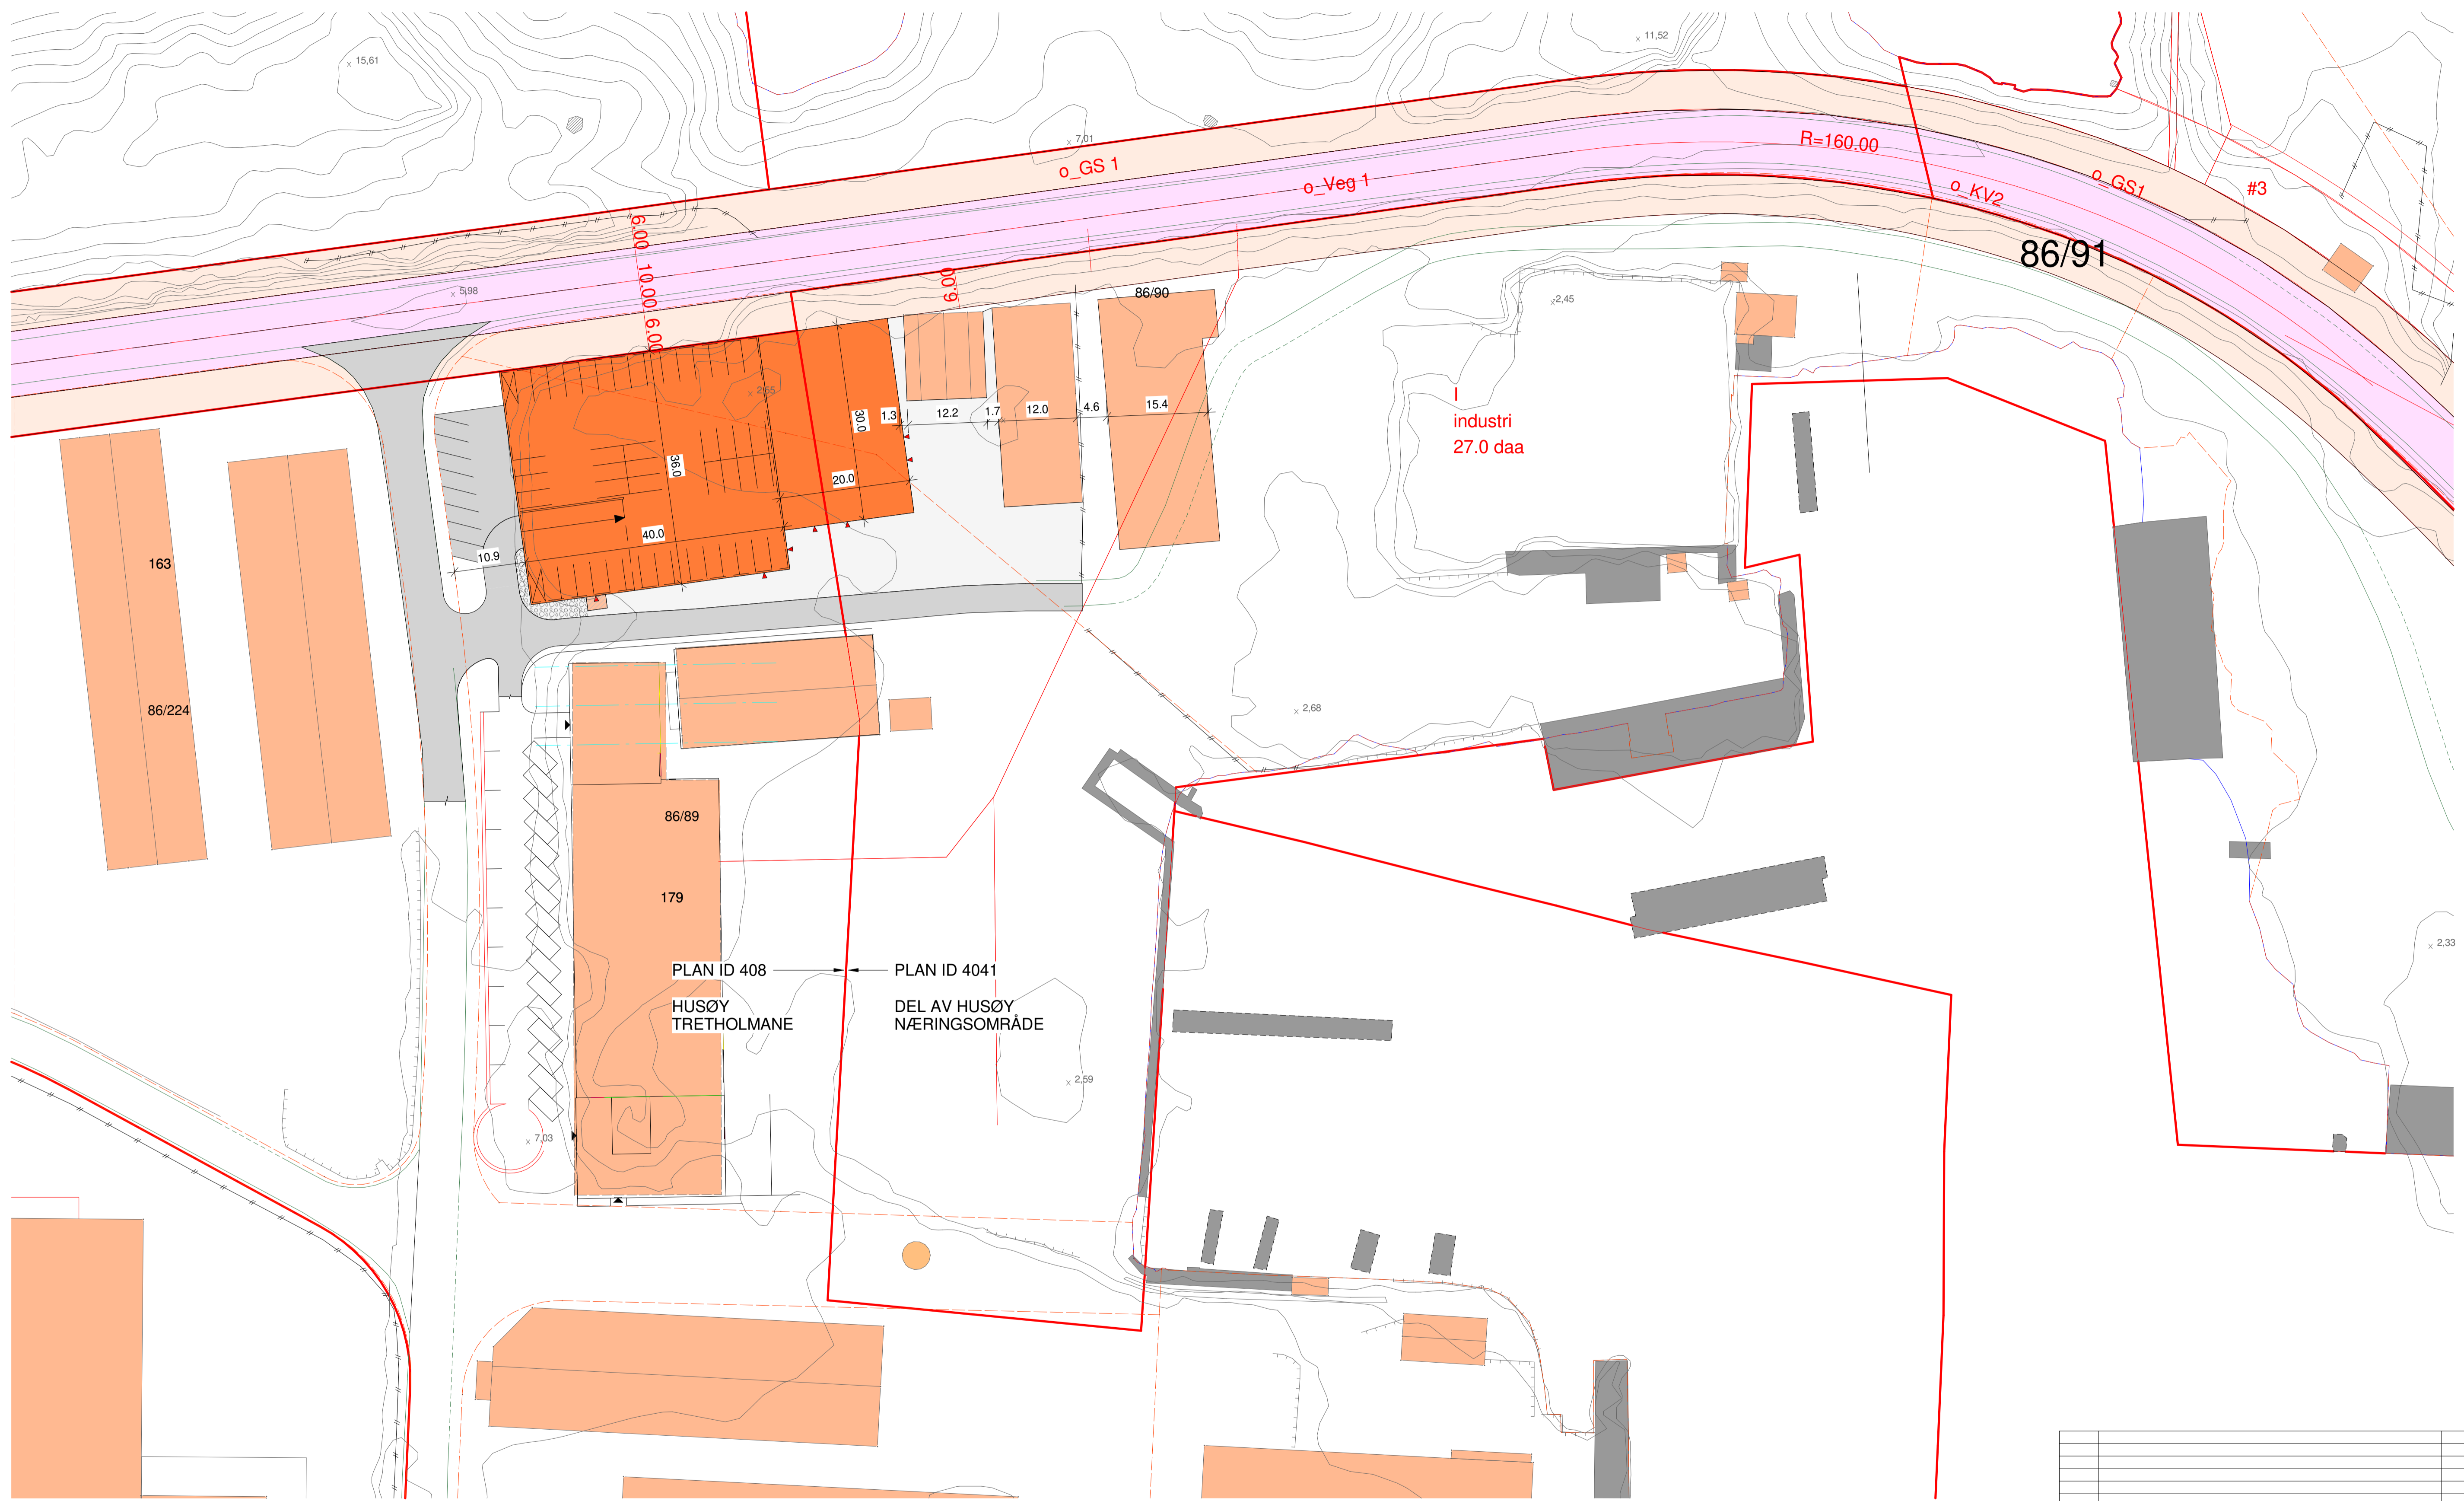 15,61
11,52
7,01
o_GS 1
R=160.00
o_Veg 1
o_KV2
o_GS1
#3
86/91
6.00
10.00
6.00
6.00
5,98
86/90
2,45
2,55
I
industri
27.0 daa
30.0
1.3
12.2
1.7
12.0
4.6
15.4
36.0
20.0
40.0
10.9
163
86/224
2,68
86/89
179
2,33
PLAN ID 408
PLAN ID 4041
HUSØY
TRETHOLMANE
DEL AV HUSØY
NÆRINGSOMRÅDE
2,59
7,03